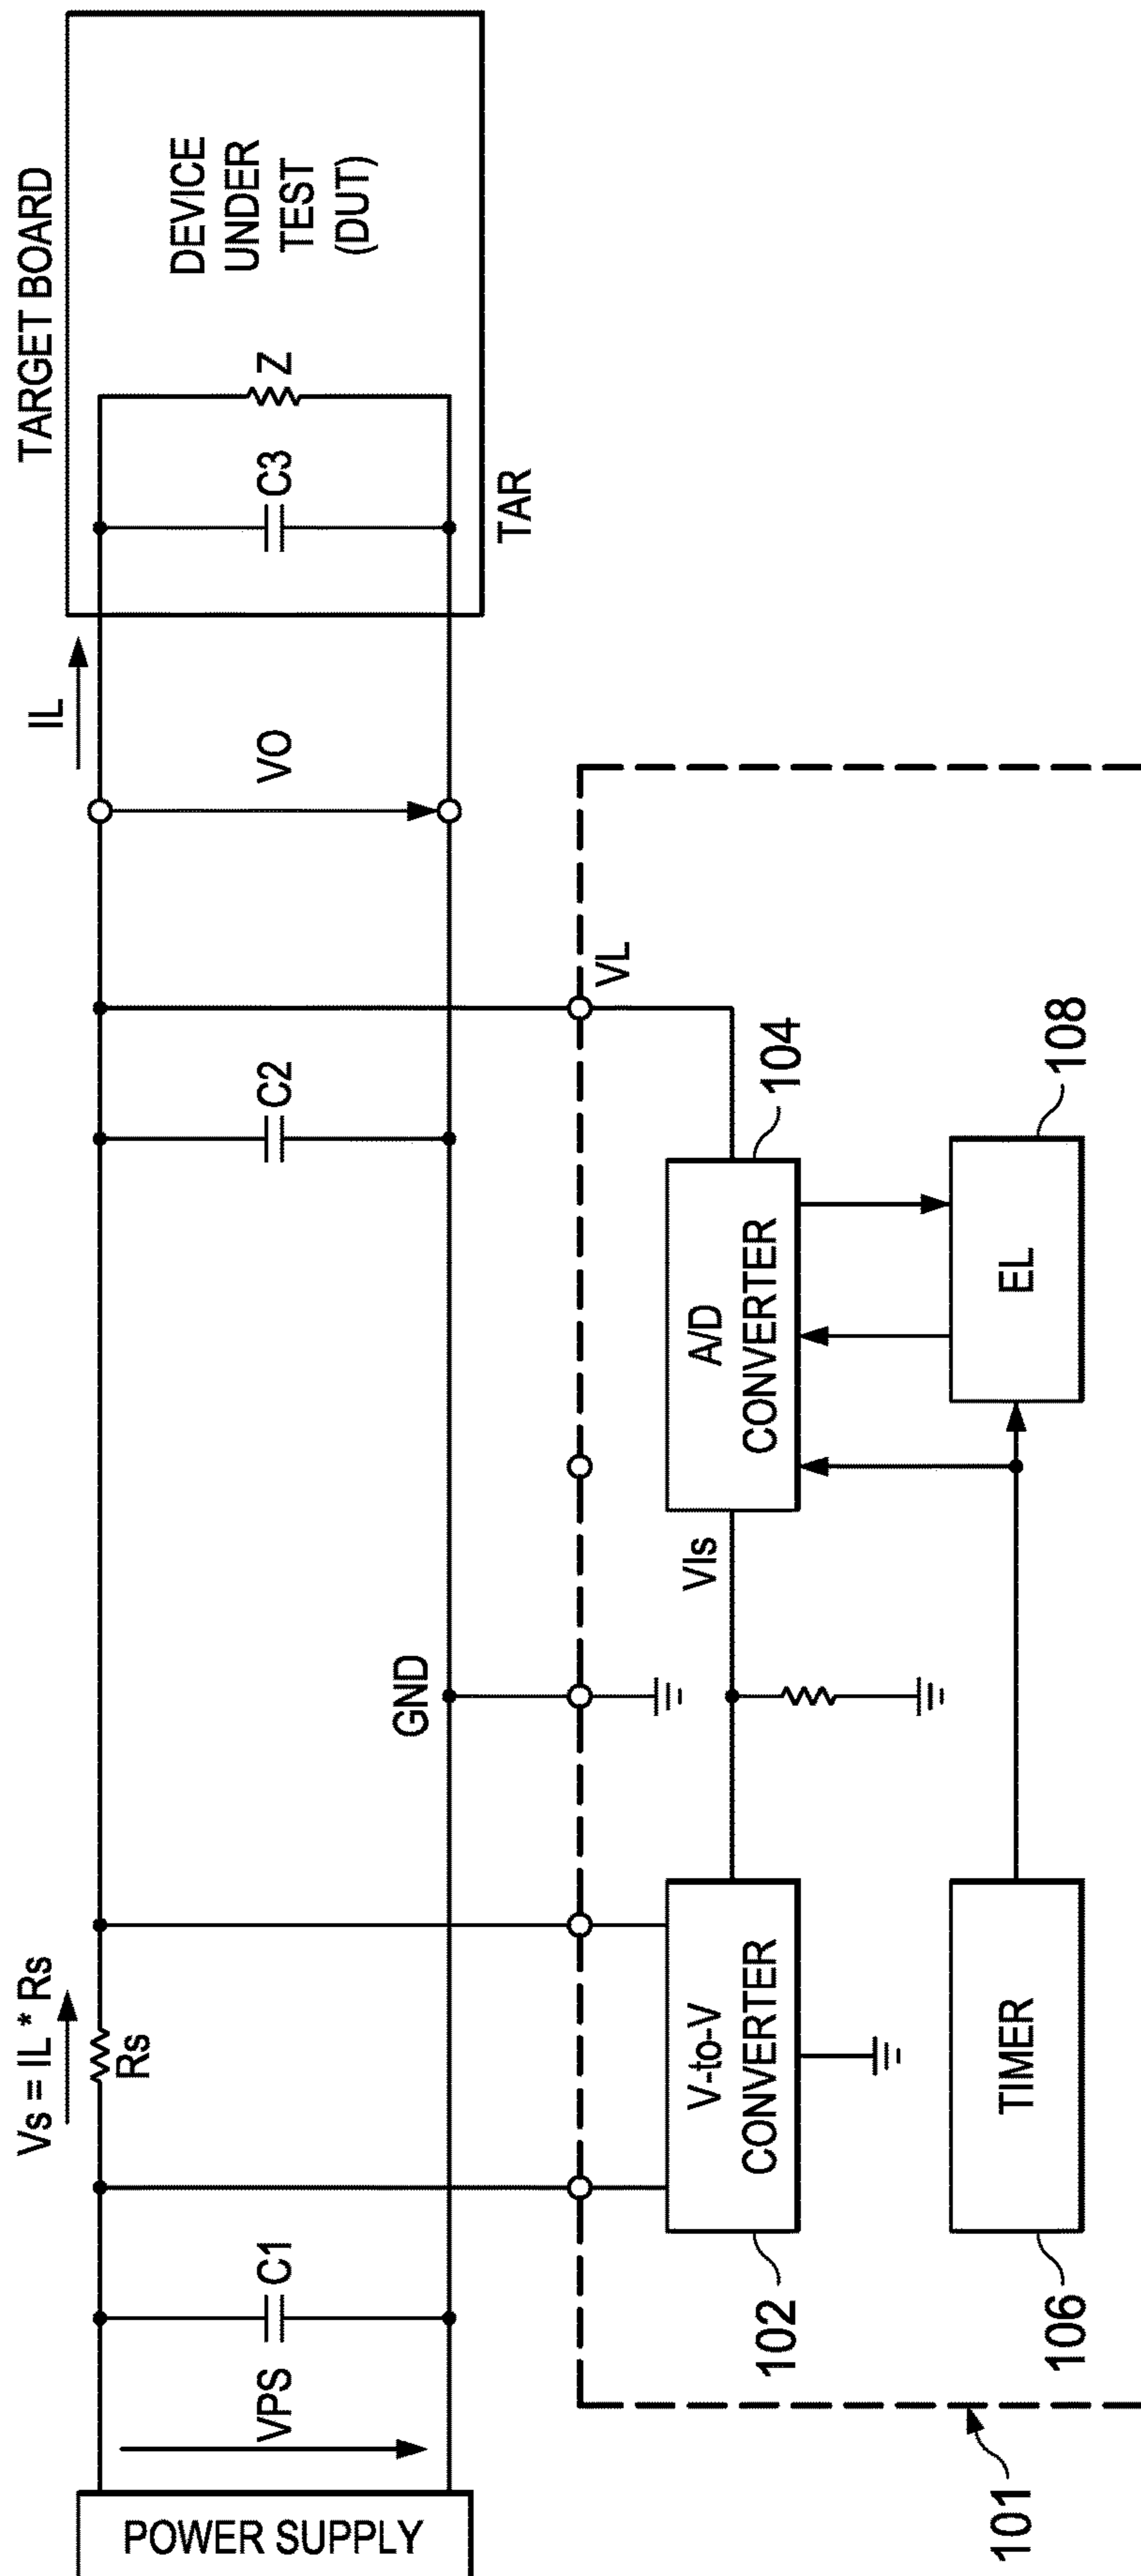 Vs = IL * Rs
Rs
POWER SUPPLY
VPS
C1
GND
C2
VO
IL
TARGET BOARD
C3
Z
DEVICE
UNDER
TEST
(DUT)
TAR
101
102
V-to-V
CONVERTER
VIs
A/D
CONVERTER
104
VL
106
TIMER
EL
108